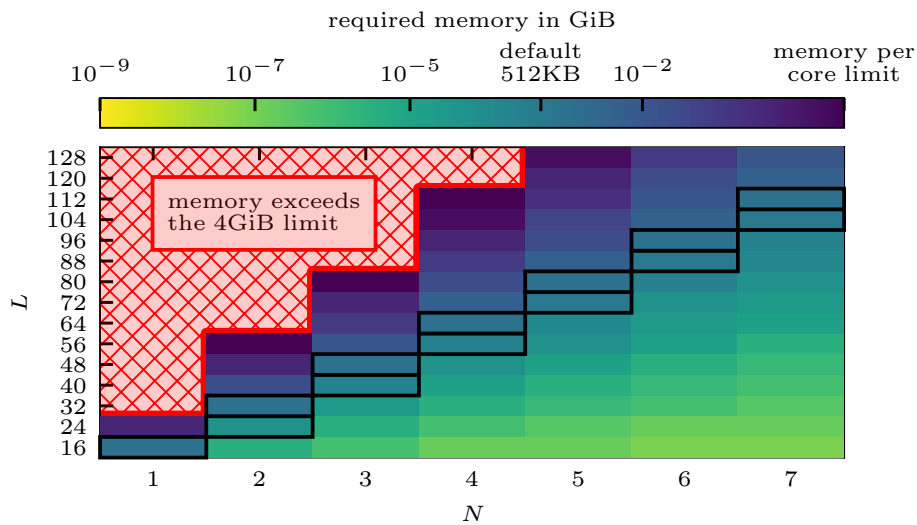 required memory in GiB
10⁻⁹ 10⁻⁷ 10⁻⁵ default 512KB 10⁻² memory per core limit
128
120
112
104
96
88
80
72
64
56
48
40
32
24
16
L
memory exceeds
the 4GiB limit
1 2 3 4 5 6 7
N